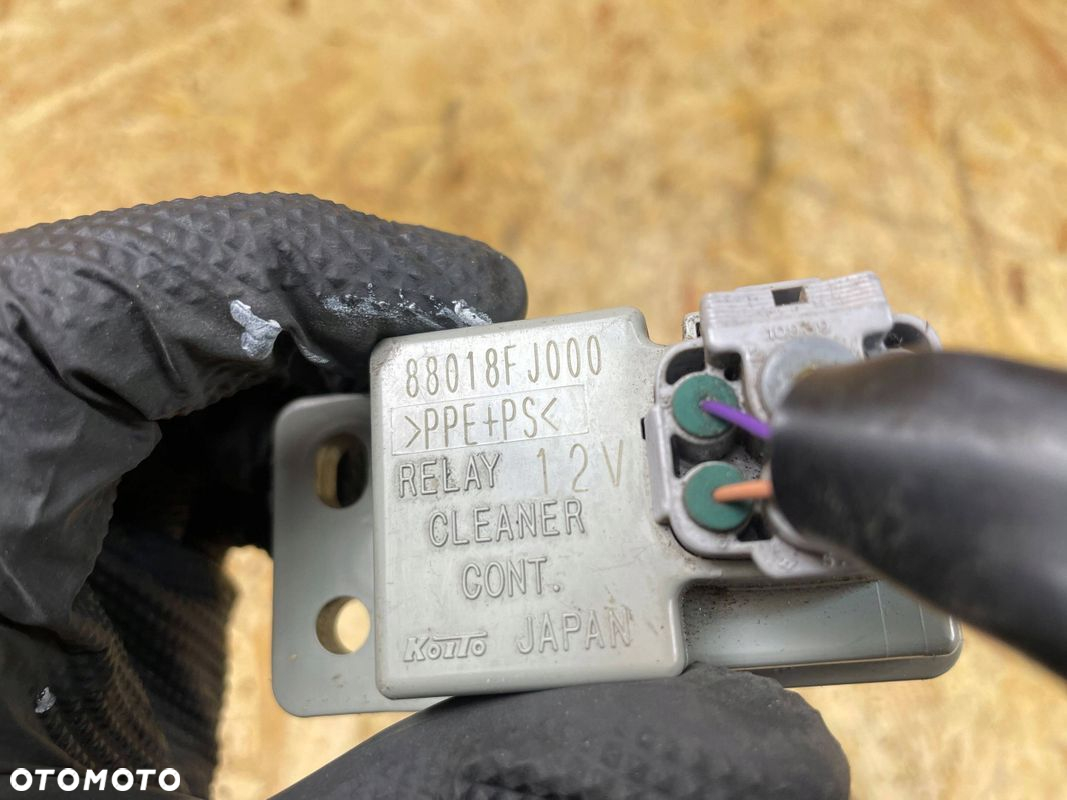 88018FJ000
>PPE+PS<
RELAY 12V
CLEANER
CONT.
KOITO JAPAN
OTOMOTO